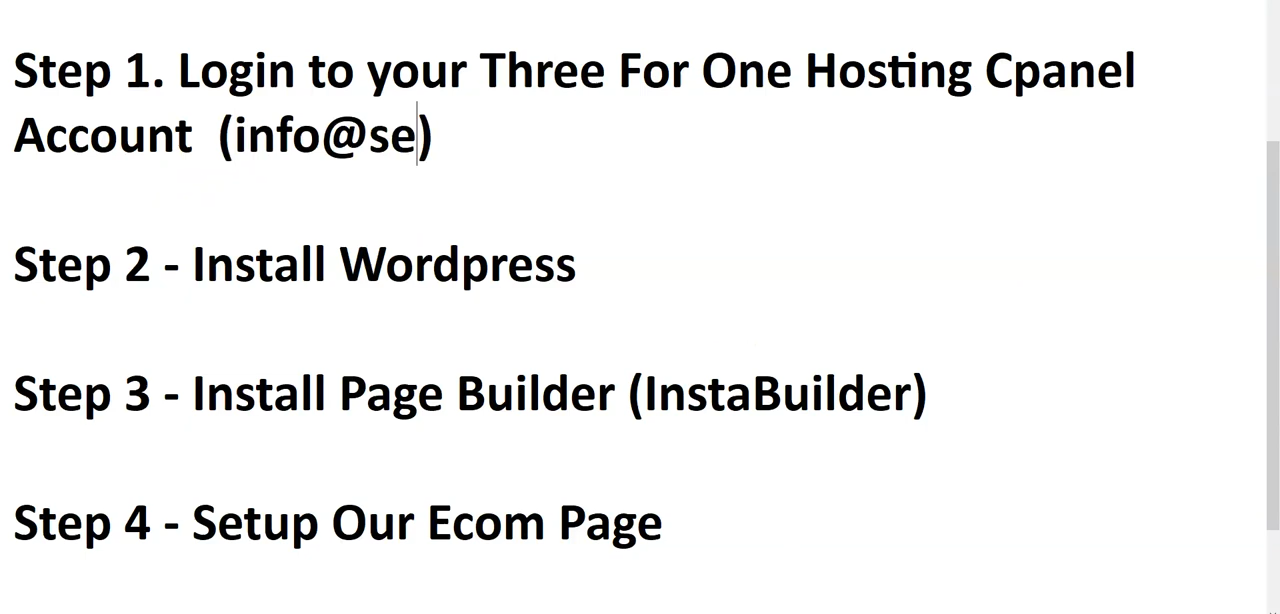 Step 1. Login to your Three For One Hosting Cpanel
Account  (info@se)
Step 2 - Install Wordpress
Step 3 - Install Page Builder (InstaBuilder)
Step 4 - Setup Our Ecom Page